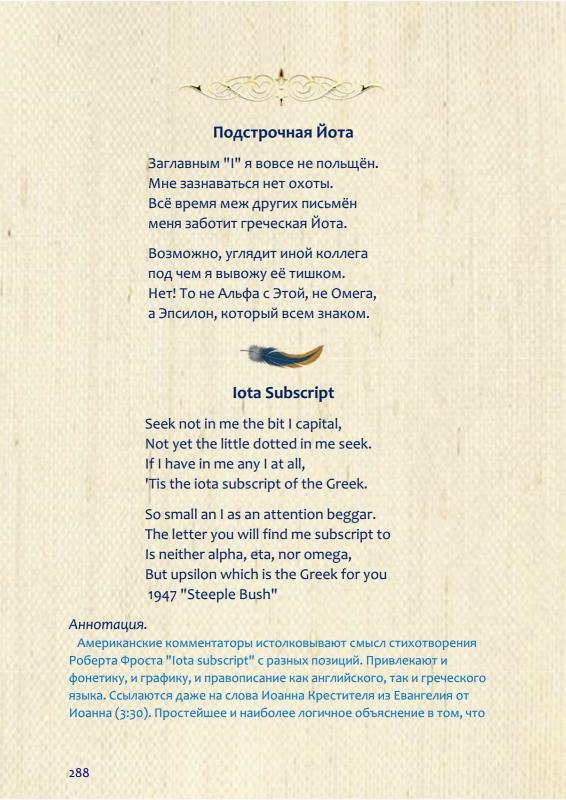 Подстрочная Йота
Заглавным "I" я вовсе не польщён.
Мне зазнаваться нет охоты.
Всё время меж других письмён
меня заботит греческая Йота.
Возможно, углядит иной коллега
под чем я вывожу её тишком.
Нет! То не Альфа с Этой, не Омега,
а Эпсилон, который всем знаком.
Iota Subscript
Seek not in me the bit I capital,
Not yet the little dotted in me seek.
If I have in me any I at all,
'Tis the iota subscript of the Greek.
So small an I as an attention beggar.
The letter you will find me subscript to
Is neither alpha, eta, nor omega,
But upsilon which is the Greek for you
1947 "Steeple Bush"
Аннотация.
Американские комментаторы истолковывают смысл стихотворения
Роберта Фроста "Iota subscript" с разных позиций. Привлекают и
фонетику, и графику, и правописание как английского, так и греческого
языка. Ссылаются даже на слова Иоанна Крестителя из Евангелия от
Иоанна (3:30). Простейшее и наиболее логичное объяснение в том, что
288